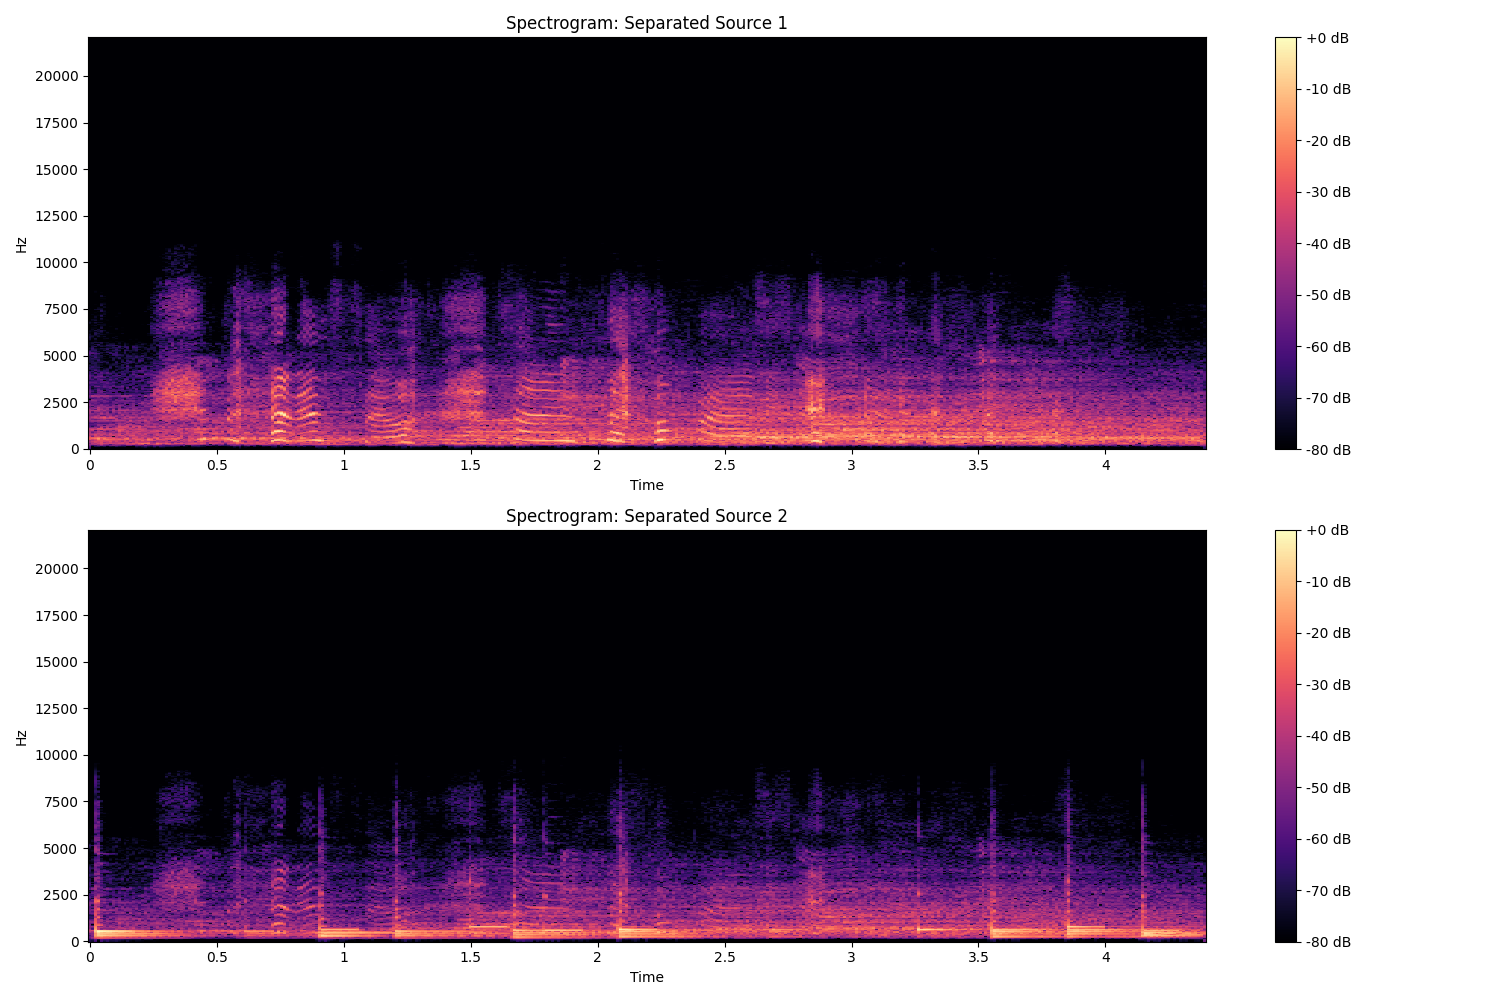 Spectrogram: Separated Source 1
20000
17500
15000
12500
10000
7500
5000
2500
0
Hz
0 0.5 1 1.5 2 2.5 3 3.5 4
Time
+0 dB
-10 dB
-20 dB
-30 dB
-40 dB
-50 dB
-60 dB
-70 dB
-80 dB
Spectrogram: Separated Source 2
20000
17500
15000
12500
10000
7500
5000
2500
0
Hz
0 0.5 1 1.5 2 2.5 3 3.5 4
Time
+0 dB
-10 dB
-20 dB
-30 dB
-40 dB
-50 dB
-60 dB
-70 dB
-80 dB